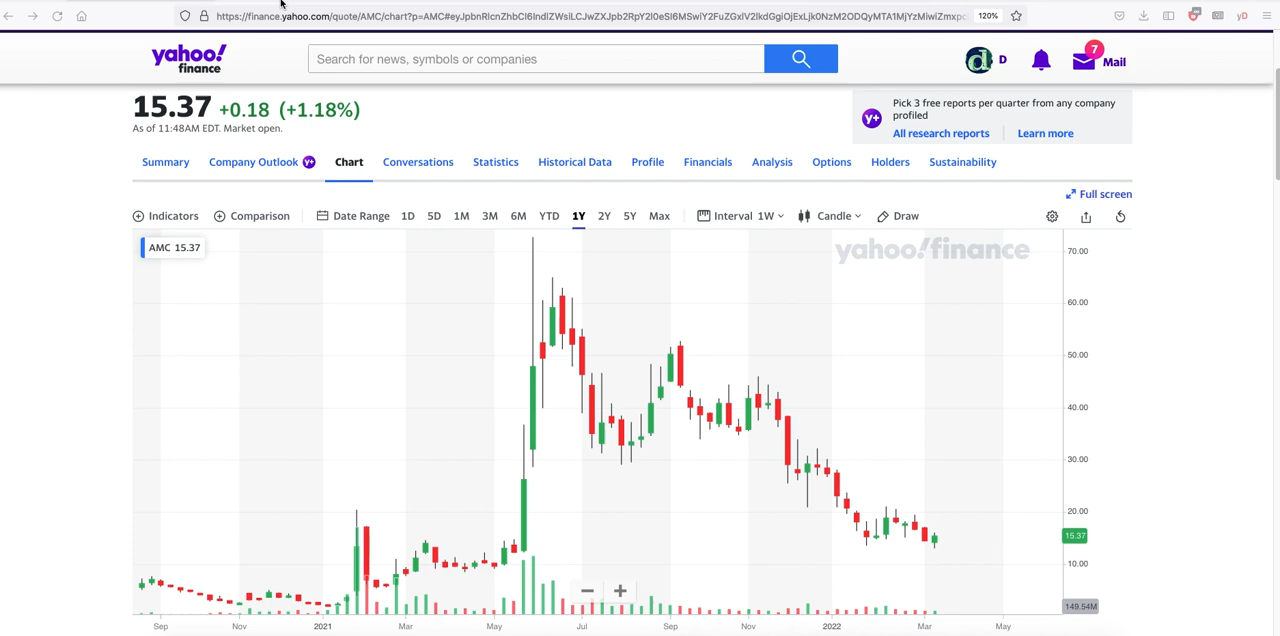 https://finance.yahoo.com/quote/AMC/chart?p=AMC#eyJpbnRlcnZhbCI6IndlZWsiLCJwZXJpb2RpY2l0eSI6MSwiY2FuZGxlV2lkdGgiOjExLjk0NzM2ODQyMTA1MjYzMiwiZmxpc
120%
yahoo!
finance
Search for news, symbols or companies
d D
7
Mail
15.37 +0.18 (+1.18%)
As of 11:48AM EDT. Market open.
y+
Pick 3 free reports per quarter from any company
profiled
All research reports Learn more
Summary Company Outlook y+ Chart Conversations Statistics Historical Data Profile Financials Analysis Options Holders Sustainability
Full screen
Indicators Comparison Date Range 1D 5D 1M 3M 6M YTD 1Y 2Y 5Y Max Interval 1W Candle Draw
AMC 15.37
yahoo!finance
70.00
60.00
50.00
40.00
30.00
20.00
15.37
10.00
149.54M
Sep Nov 2021 Mar May Jul Sep Nov 2022 Mar May